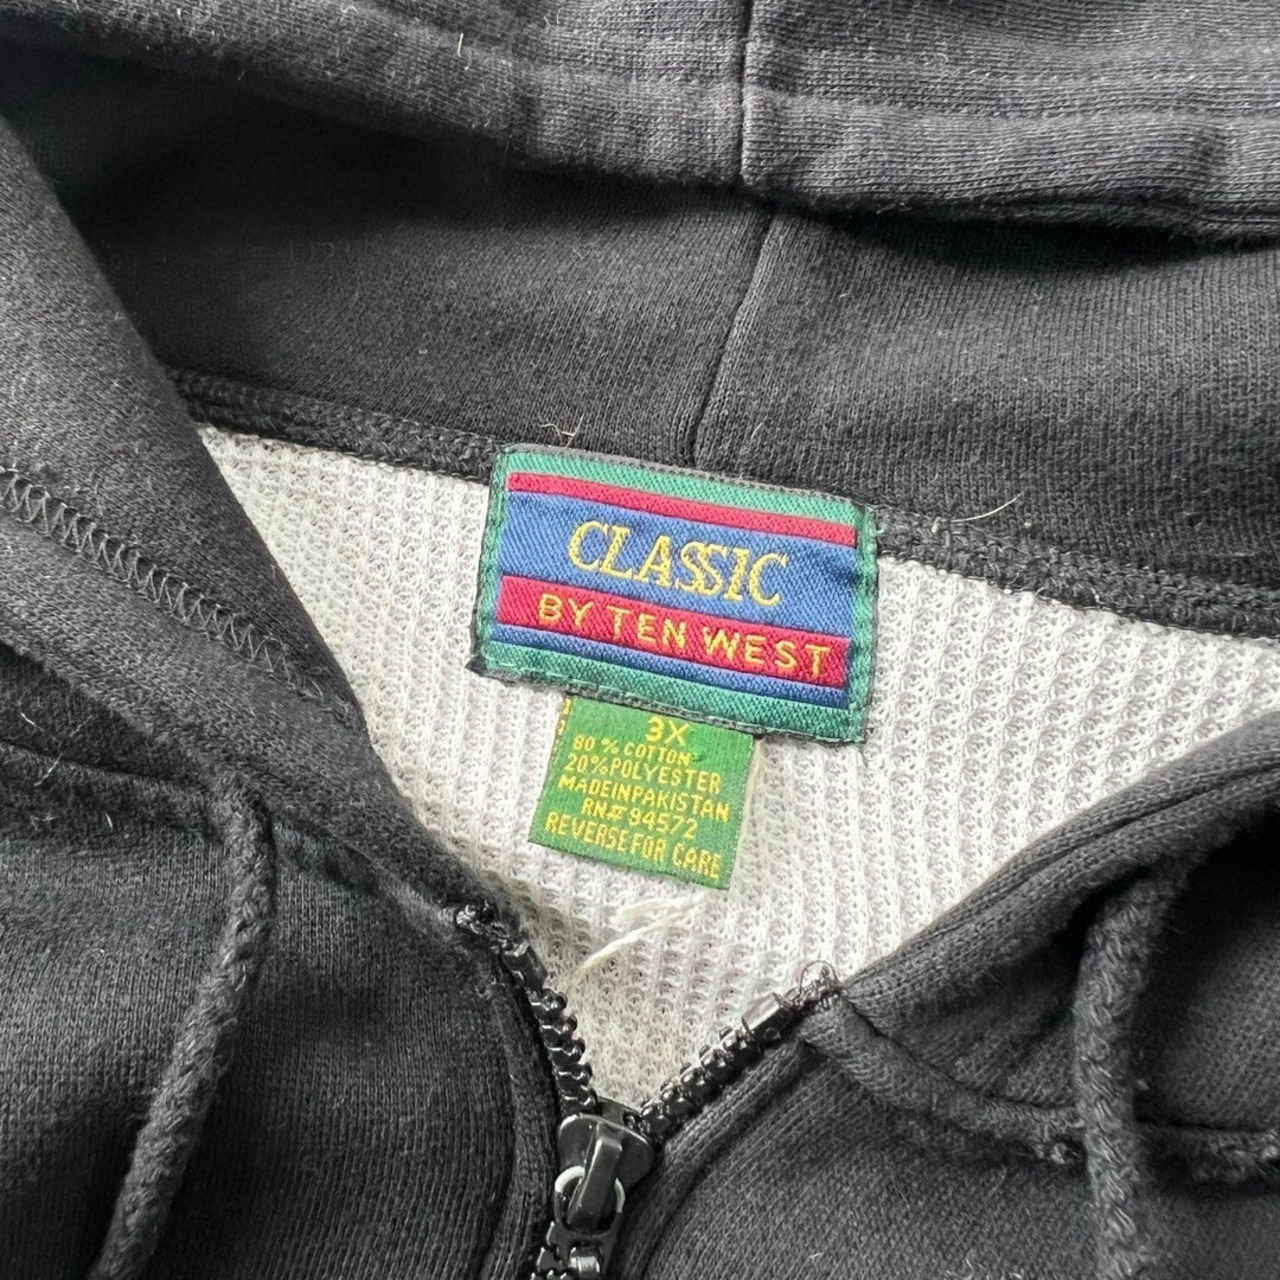 CLASSIC
BY TEN WEST
3X
80 % COTTON
20%POLYESTER
MADEINPAKISTAN
RN# 94572
REVERSE FOR CARE